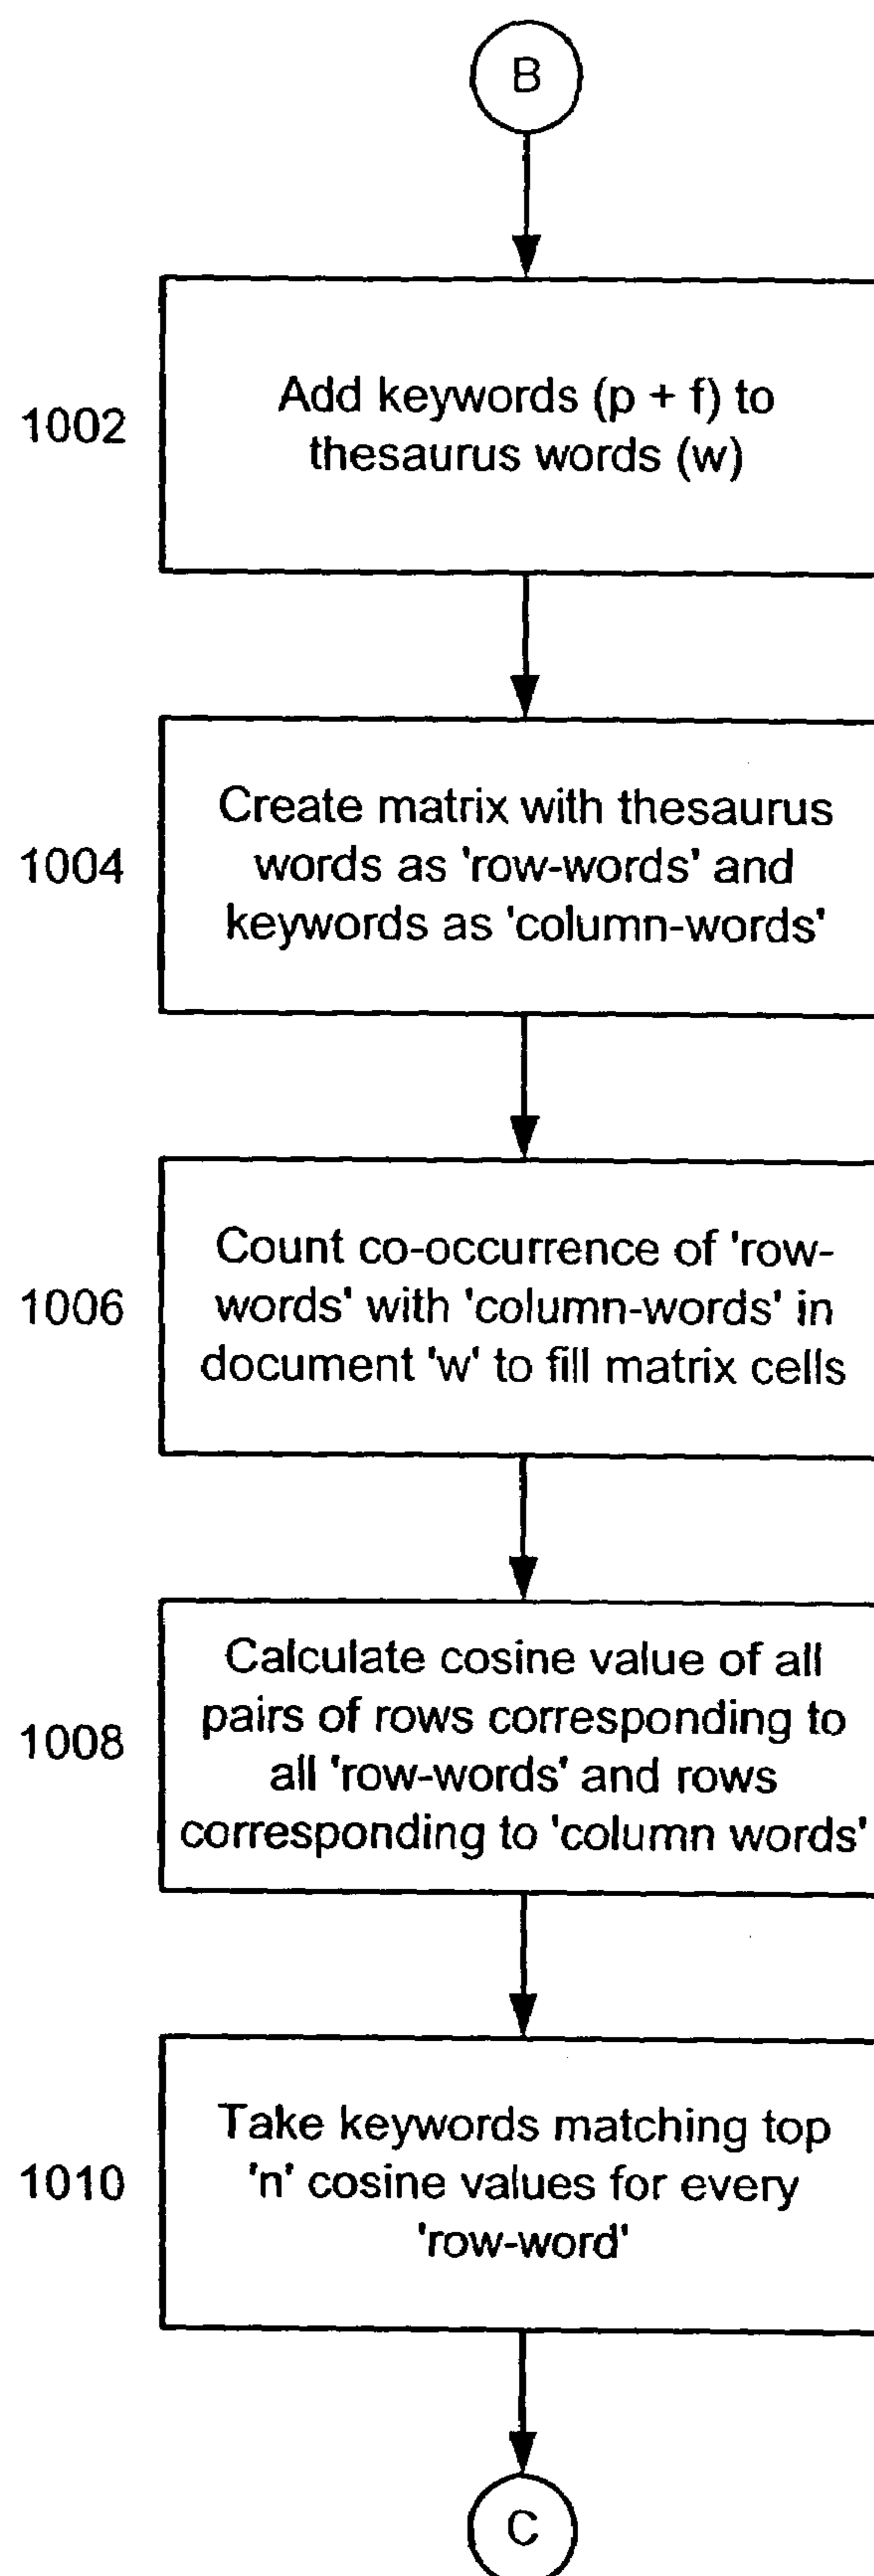 B
1002
Add keywords (p + f) to
thesaurus words (w)
1004
Create matrix with thesaurus
words as 'row-words' and
keywords as 'column-words'
1006
Count co-occurrence of 'row-
words' with 'column-words' in
document 'w' to fill matrix cells
1008
Calculate cosine value of all
pairs of rows corresponding to
all 'row-words' and rows
corresponding to 'column words'
1010
Take keywords matching top
'n' cosine values for every
'row-word'
C